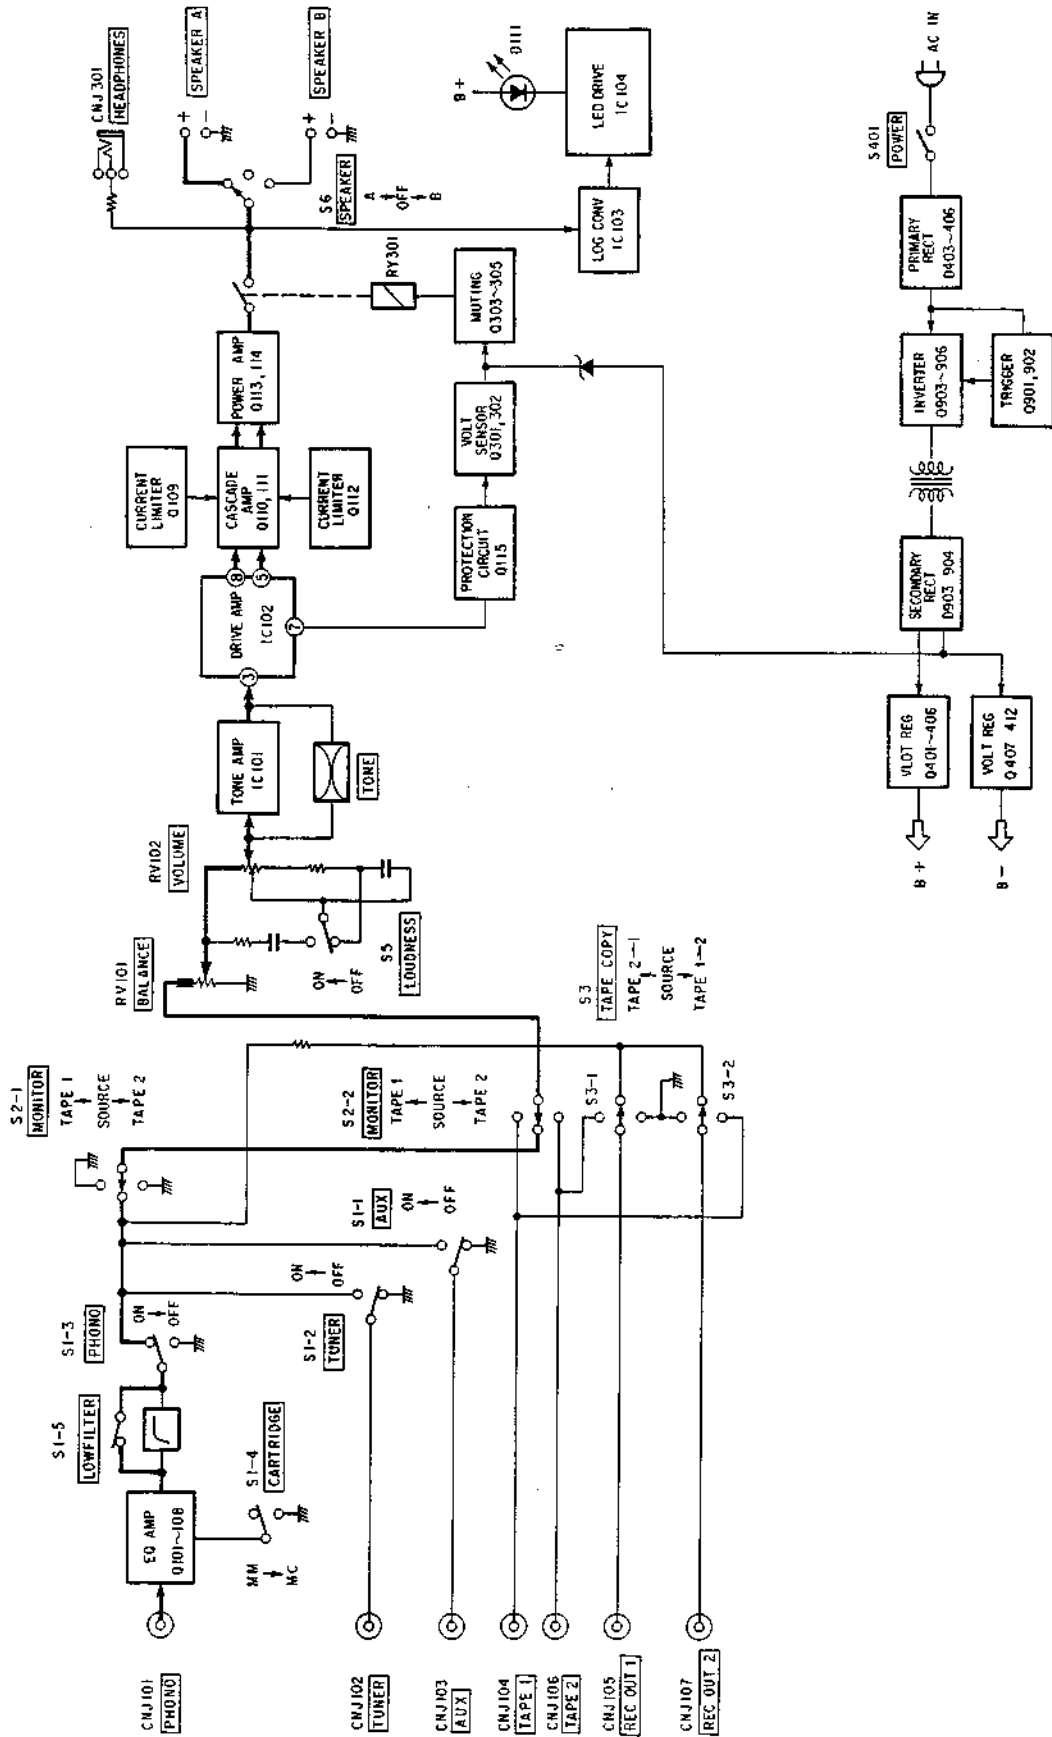 CNJ101
PHONO
EQ AMP
Q101~108
S1-5
LOWFILTER
MM
MC
S1-4
CARTRIDGE
S1-3
PHONO
ON
OFF
CNJ102
TUNER
S1-2
TUNER
ON
OFF
CNJ103
AUX
S1-1
AUX
ON
OFF
CNJ104
TAPE 1
CNJ106
TAPE 2
CNJ105
REC OUT 1
CNJ107
REC OUT 2
S2-1
MONITOR
TAPE 1
SOURCE
TAPE 2
S2-2
MONITOR
TAPE 1
SOURCE
TAPE 2
S3-1
S3-2
S3
TAPE COPY
TAPE 2-1
SOURCE
TAPE 1-2
RV101
BALANCE
ON
OFF
S5
LOUDNESS
RV102
VOLUME
TONE AMP
IC101
TONE
DRIVE AMP
IC102
3
8
5
7
CURRENT
LIMITER
Q109
CASCADE
AMP
Q110, 111
CURRENT
LIMITER
Q112
POWER AMP
Q113, 114
PROTECTION
CIRCUIT
Q115
VOLT
SENSOR
Q301, 302
MUTING
Q303~305
RY301
CNJ301
HEADPHONES
+
-
SPEAKER A
+
-
SPEAKER B
S6
SPEAKER
A
OFF
B
LOG CONV
IC103
LED DRIVE
IC104
B+
D111
AC IN
S401
POWER
PRIMARY
RECT
D403~406
INVERTER
Q903~906
TRIGGER
Q901, 902
SECONDARY
RECT
D903 904
VLOT REG
Q401~406
VOLT REG
Q407 412
B+
B-